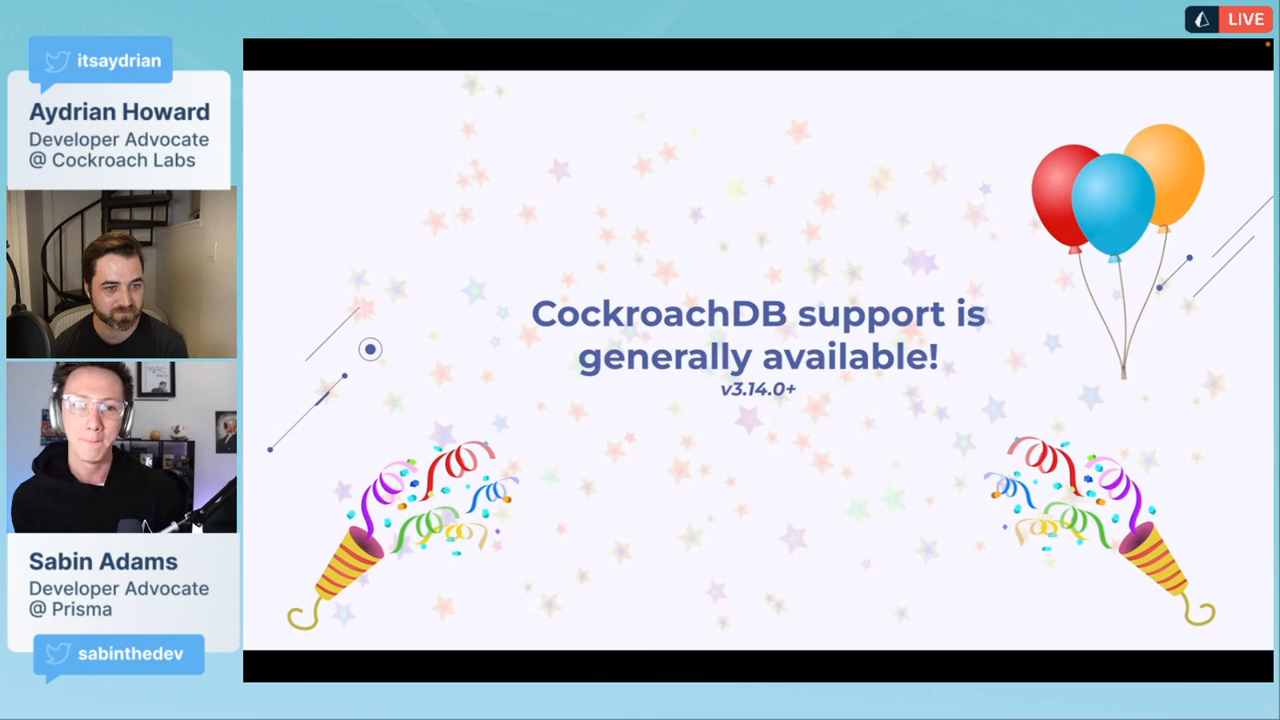 LIVE
itsaydrian
Aydrian Howard
Developer Advocate
@ Cockroach Labs
CockroachDB support is
generally available!
v3.14.0+
Sabin Adams
Developer Advocate
@ Prisma
sabinthedev